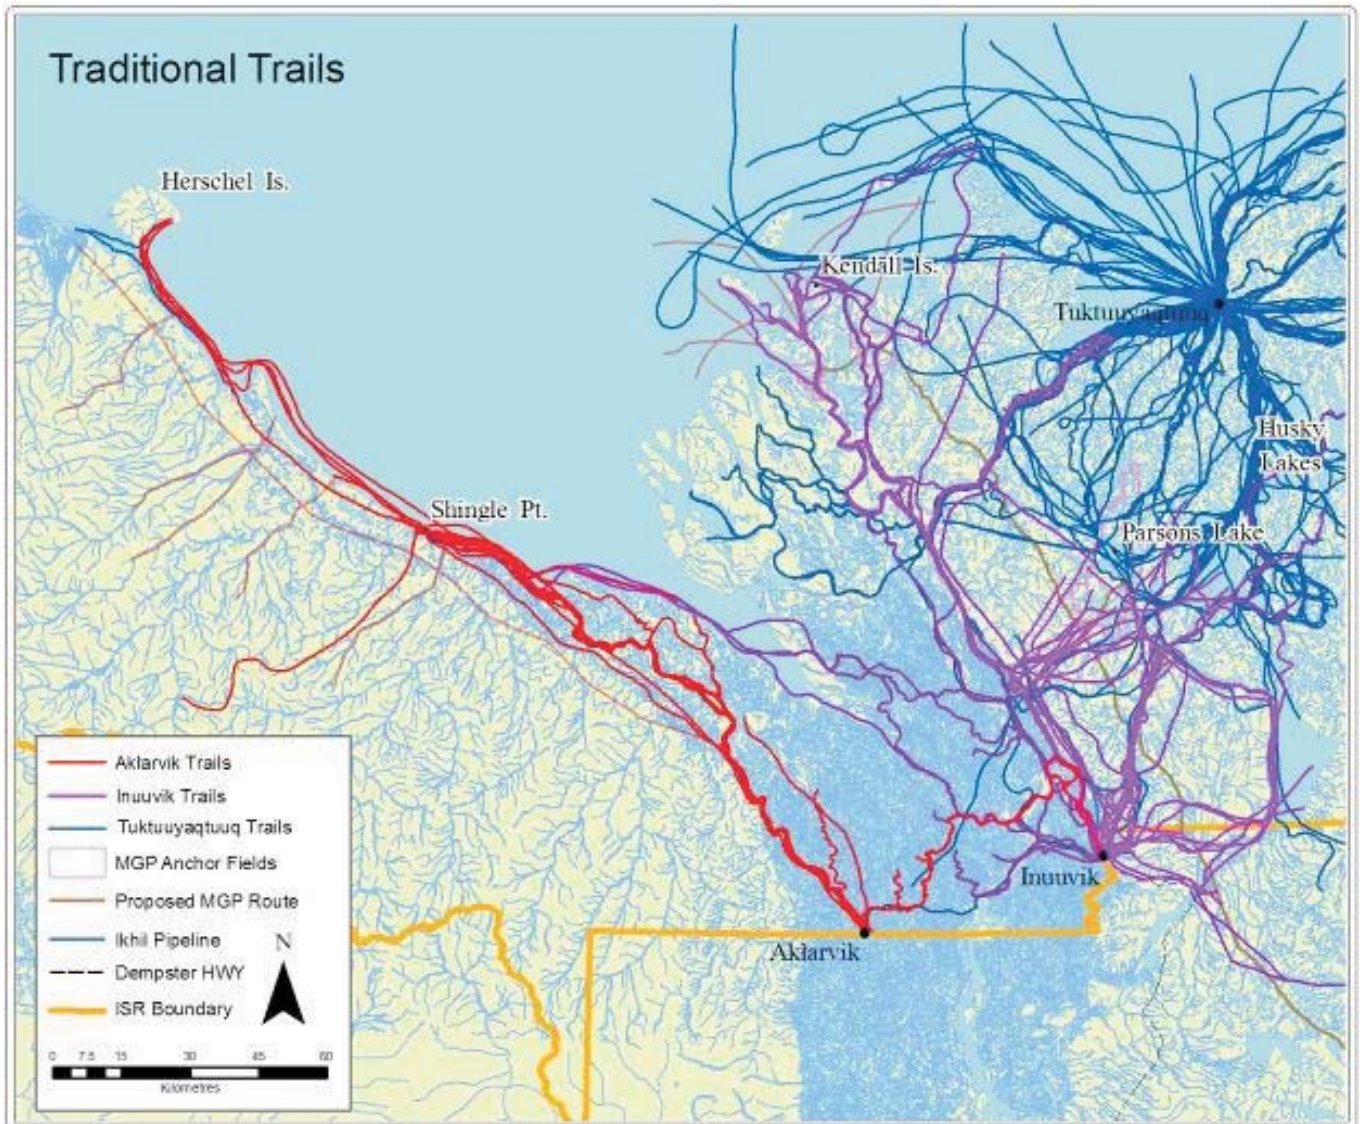 Traditional Trails
Herschel Is.
Kendall Is.
Tuktuuyaqtuuq
Husky
Lakes
Shingle Pt.
Parsons Lake
Inuuvik
Akłarvik
Akłarvik Trails
Inuuvik Trails
Tuktuuyaqtuuq Trails
MGP Anchor Fields
Proposed MGP Route
Ikhil Pipeline
N
Dempster HWY
ISR Boundary
0 7.5 15 30 45 60
Kilometres